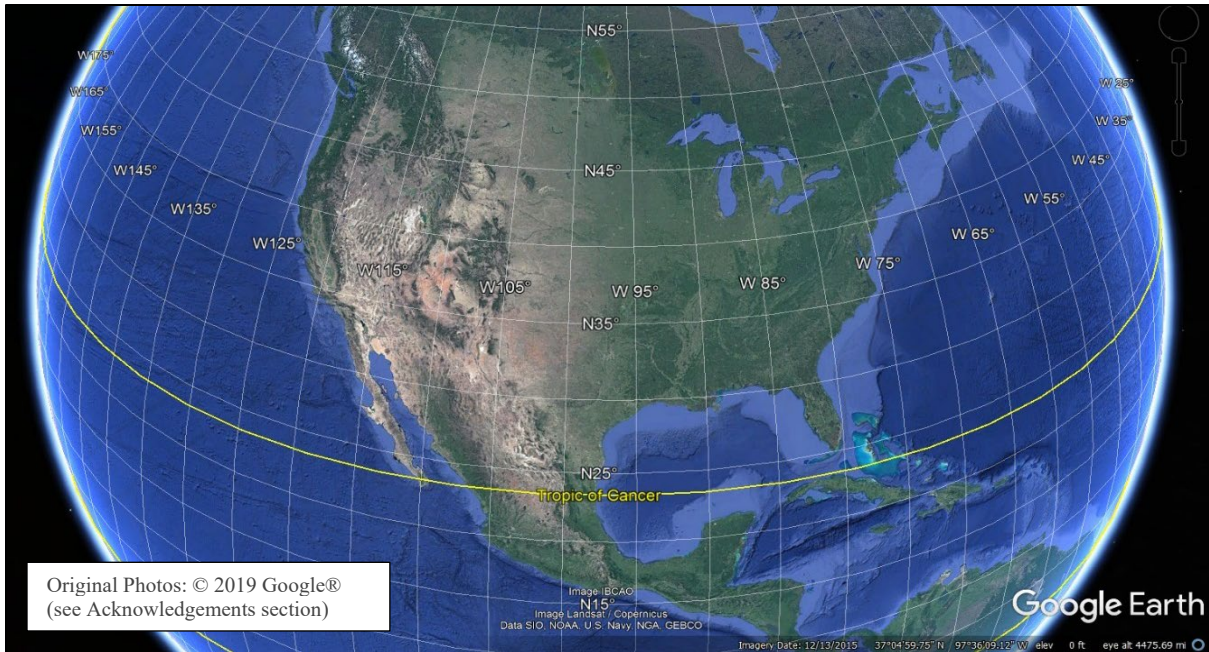 N55°
W175°
W 25°
W165°
W 35°
W155°
W 45°
W145°
N45°
W 55°
W135°
W 65°
W125°
W 75°
W115°
W105°
W 95°
W 85°
N35°
N25°
Tropic of Cancer
Original Photos: © 2019 Google®
(see Acknowledgements section)
Image IBCAO
N15°
Image Landsat / Copernicus
Data SIO, NOAA, U.S. Navy, NGA, GEBCO
Google Earth
Imagery Date: 12/13/2015 37°04'59.75" N 97°36'09.12" W elev 0 ft eye alt 4475.69 mi